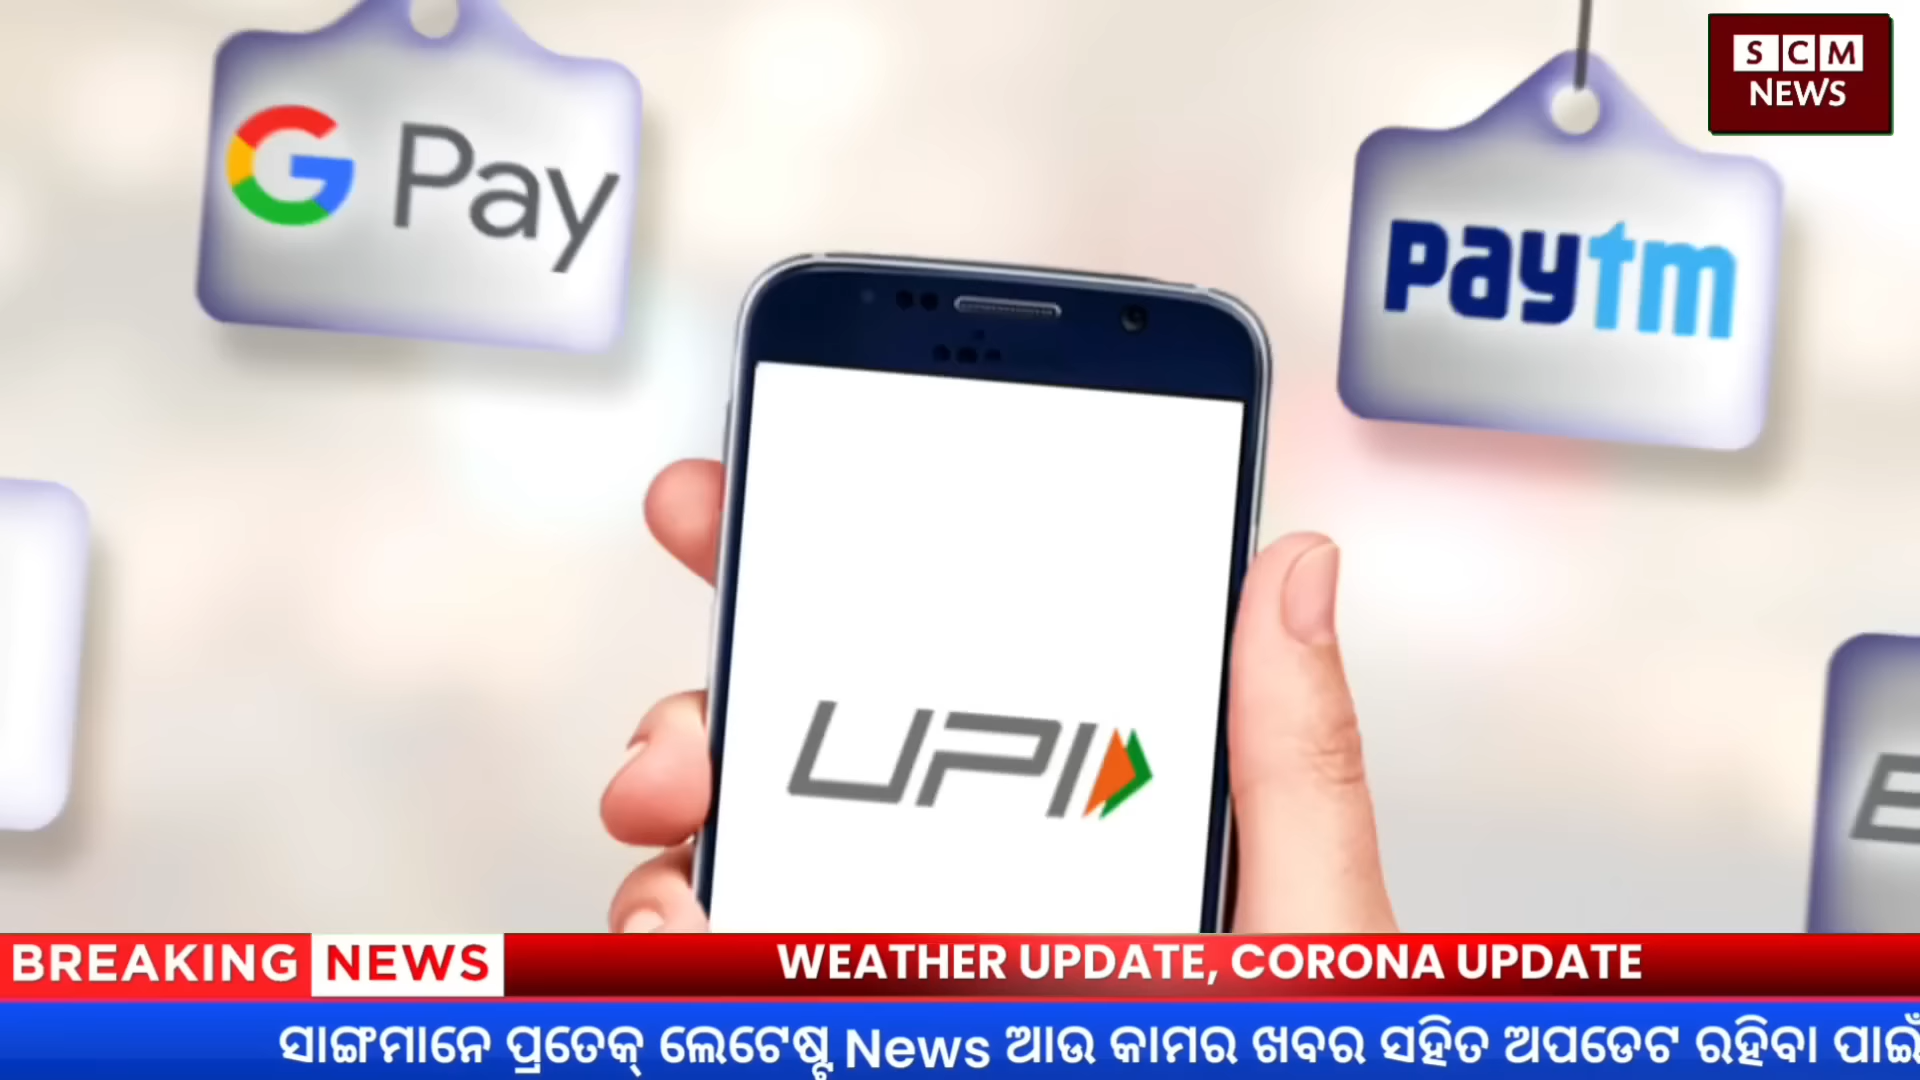 G Pay
SCM
NEWS
paytm
UPI
BREAKING NEWS
WEATHER UPDATE, CORONA UPDATE
ସାଙ୍ଗମାନେ ପ୍ରତେକ୍ ଲେଟେଷ୍ଟ News ଆଉ କାମର ଖବର ସହିତ ଅପଡେଟ ରହିବା ପାଇଁ